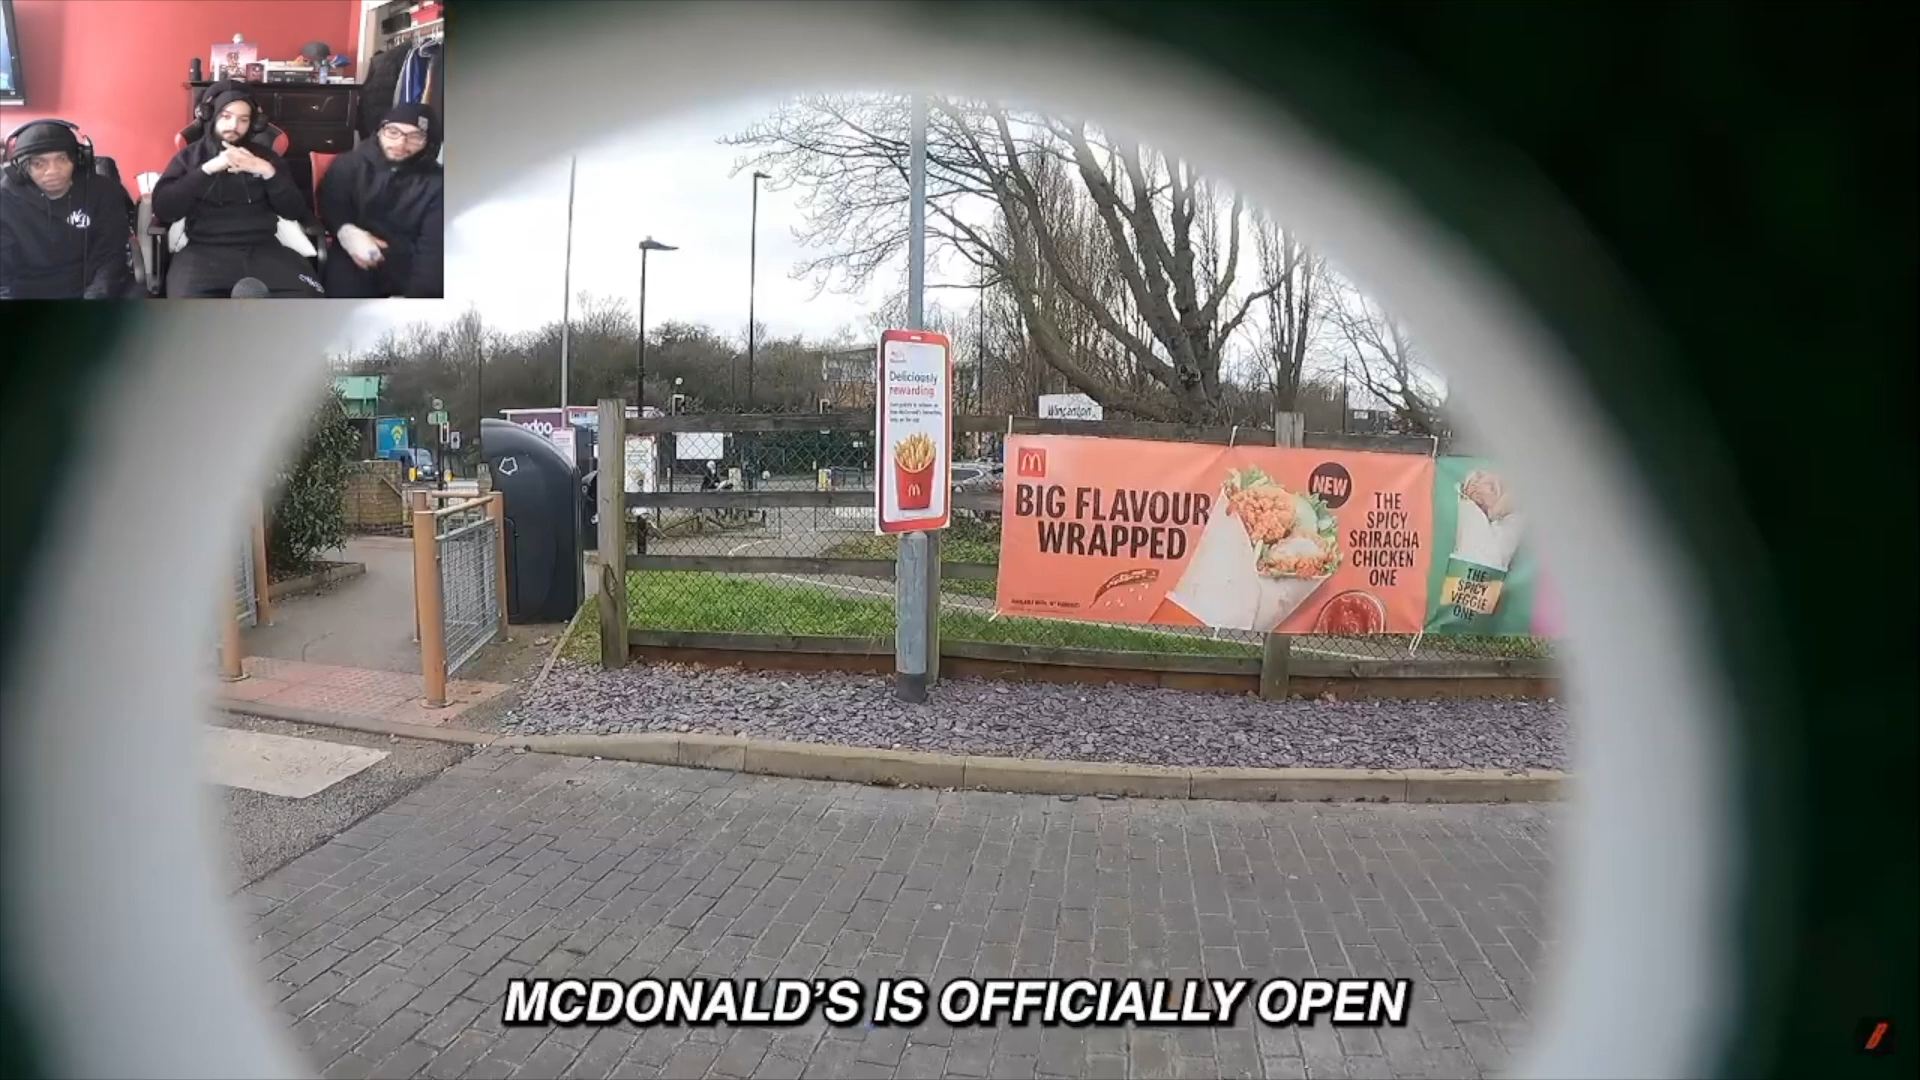 Deliciously
rewarding
BIG FLAVOUR
WRAPPED
NEW
THE
SPICY
SRIRACHA
CHICKEN
ONE
THE
SPICY
VEGGIE
ONE
Wincanton
MCDONALD'S IS OFFICIALLY OPEN